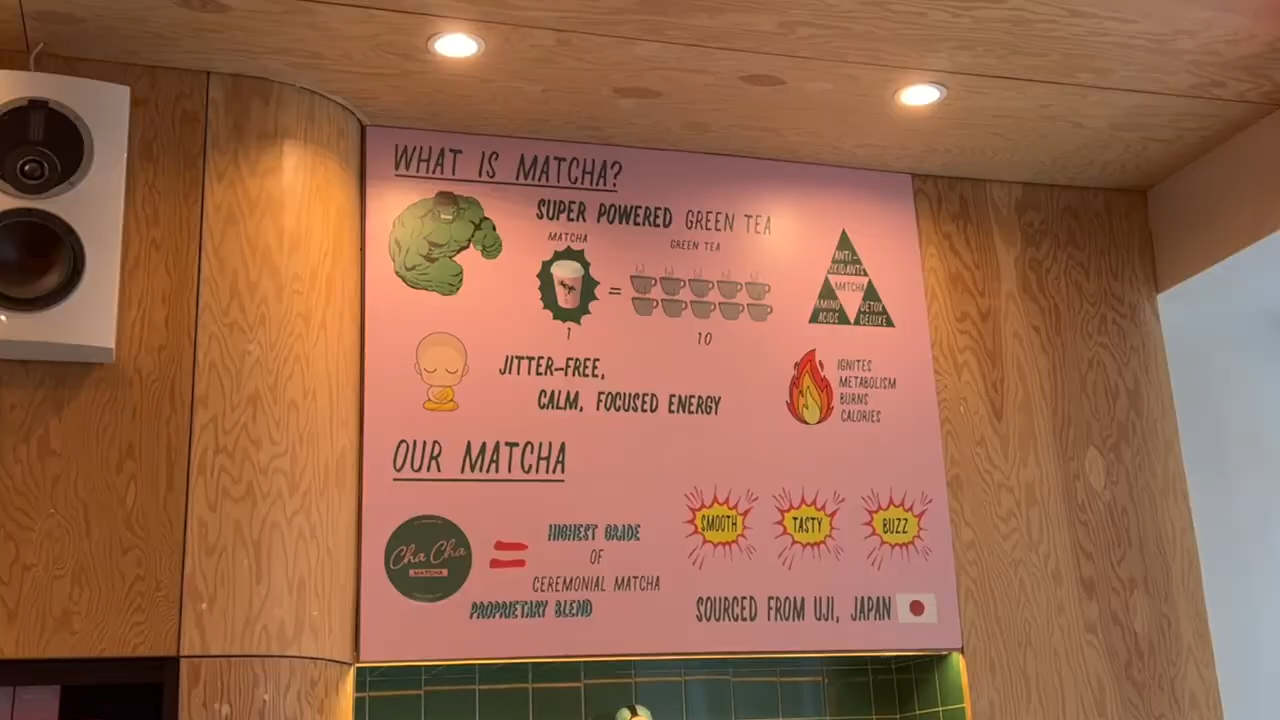 WHAT IS MATCHA?
SUPER POWERED GREEN TEA
MATCHA
GREEN TEA
=
1
10
ANTI-
OXIDANTS
MATCHA
AMINO
ACIDS
DETOX
DELUXE
JITTER-FREE,
CALM, FOCUSED ENERGY
IGNITES
METABOLISM
BURNS
CALORIES
OUR MATCHA
Cha Cha
MATCHA
=
HIGHEST GRADE
OF
CEREMONIAL MATCHA
PROPRIETARY BLEND
SMOOTH
TASTY
BUZZ
SOURCED FROM UJI, JAPAN